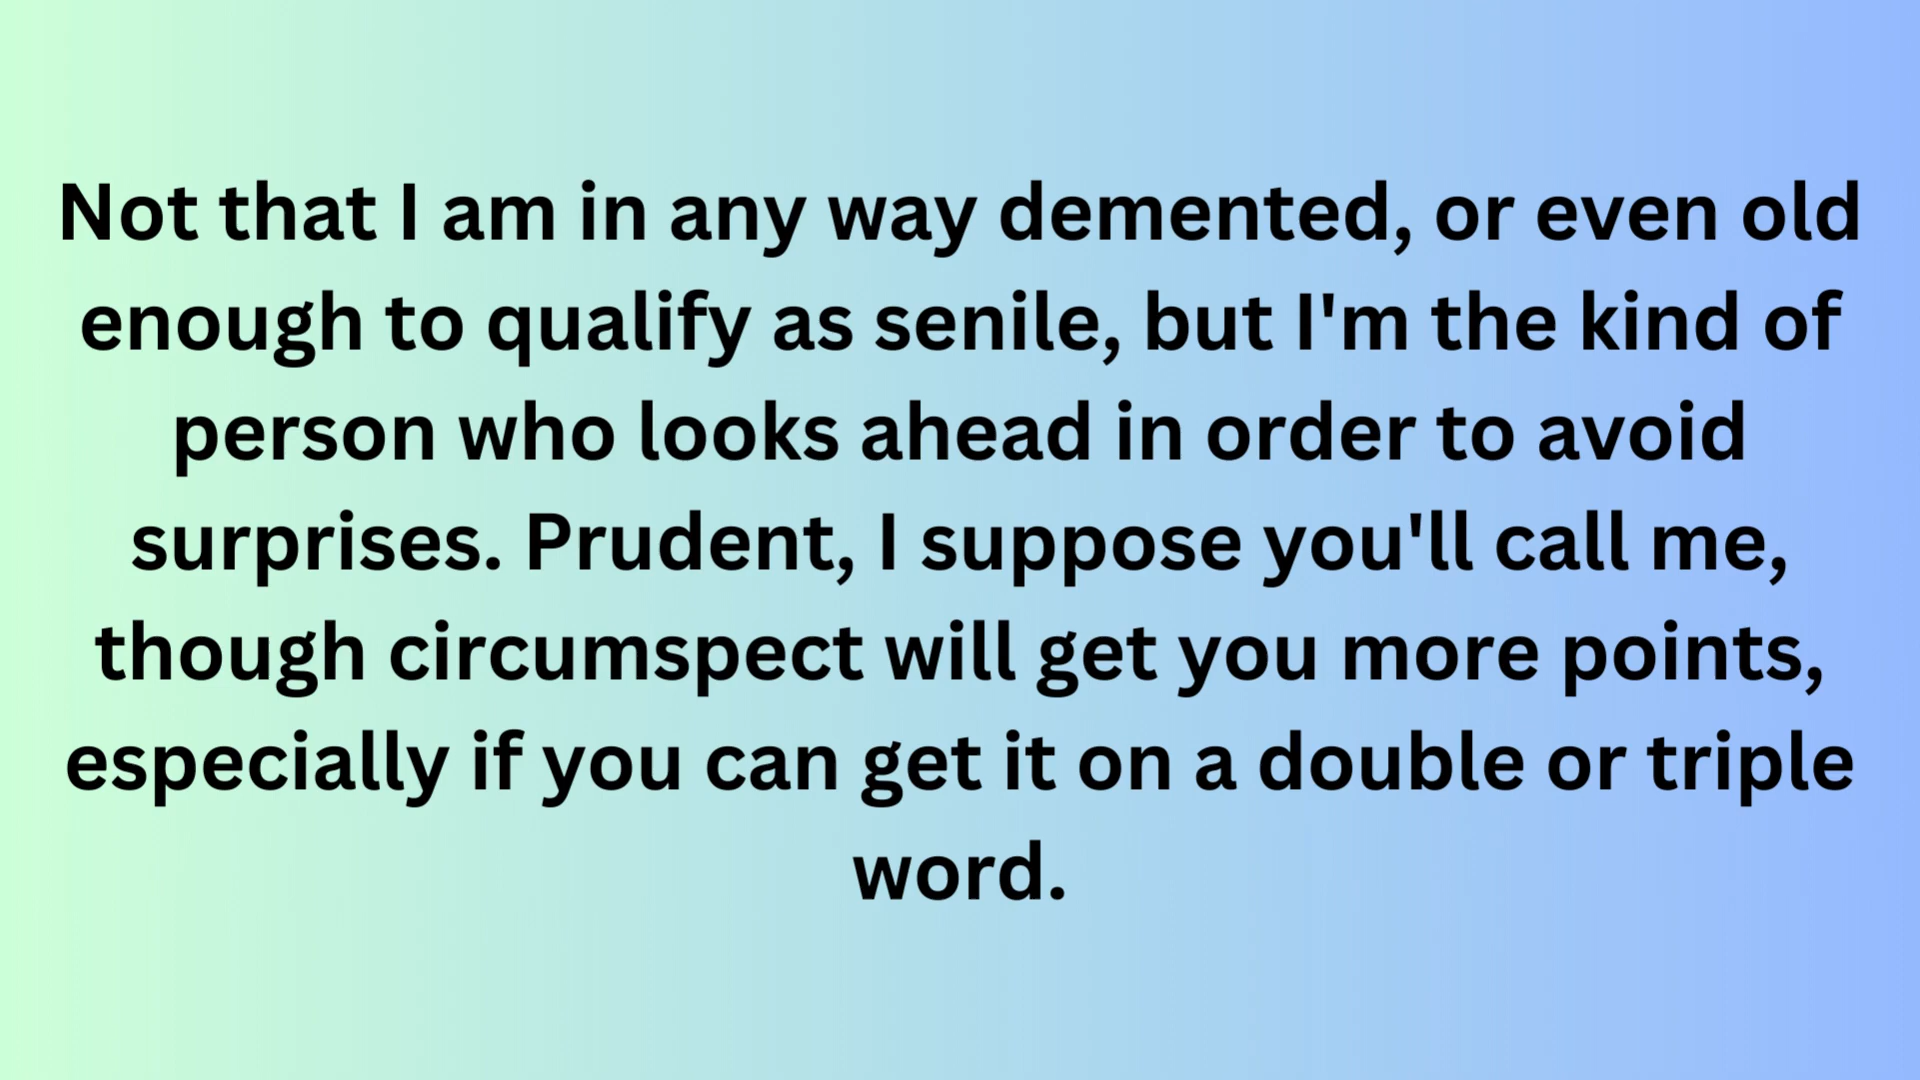 Not that I am in any way demented, or even old
enough to qualify as senile, but I'm the kind of
person who looks ahead in order to avoid
surprises. Prudent, I suppose you'll call me,
though circumspect will get you more points,
especially if you can get it on a double or triple
word.